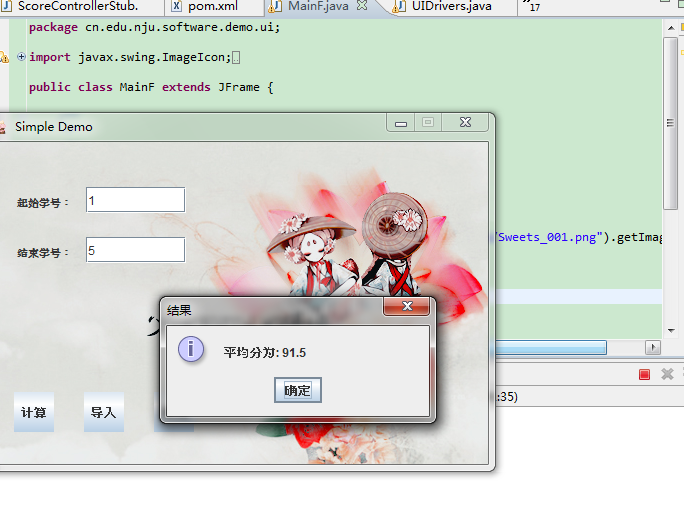 ScoreControllerStub.
pom.xml
MainF.java
UIDrivers.java
17
package cn.edu.nju.software.demo.ui;
import javax.swing.ImageIcon;
public class MainF extends JFrame {
Simple Demo
起始学号：
1
结束学号：
5
Sweets_001.png").getImag
结果
平均分为: 91.5
确定
计算
导入
:35)